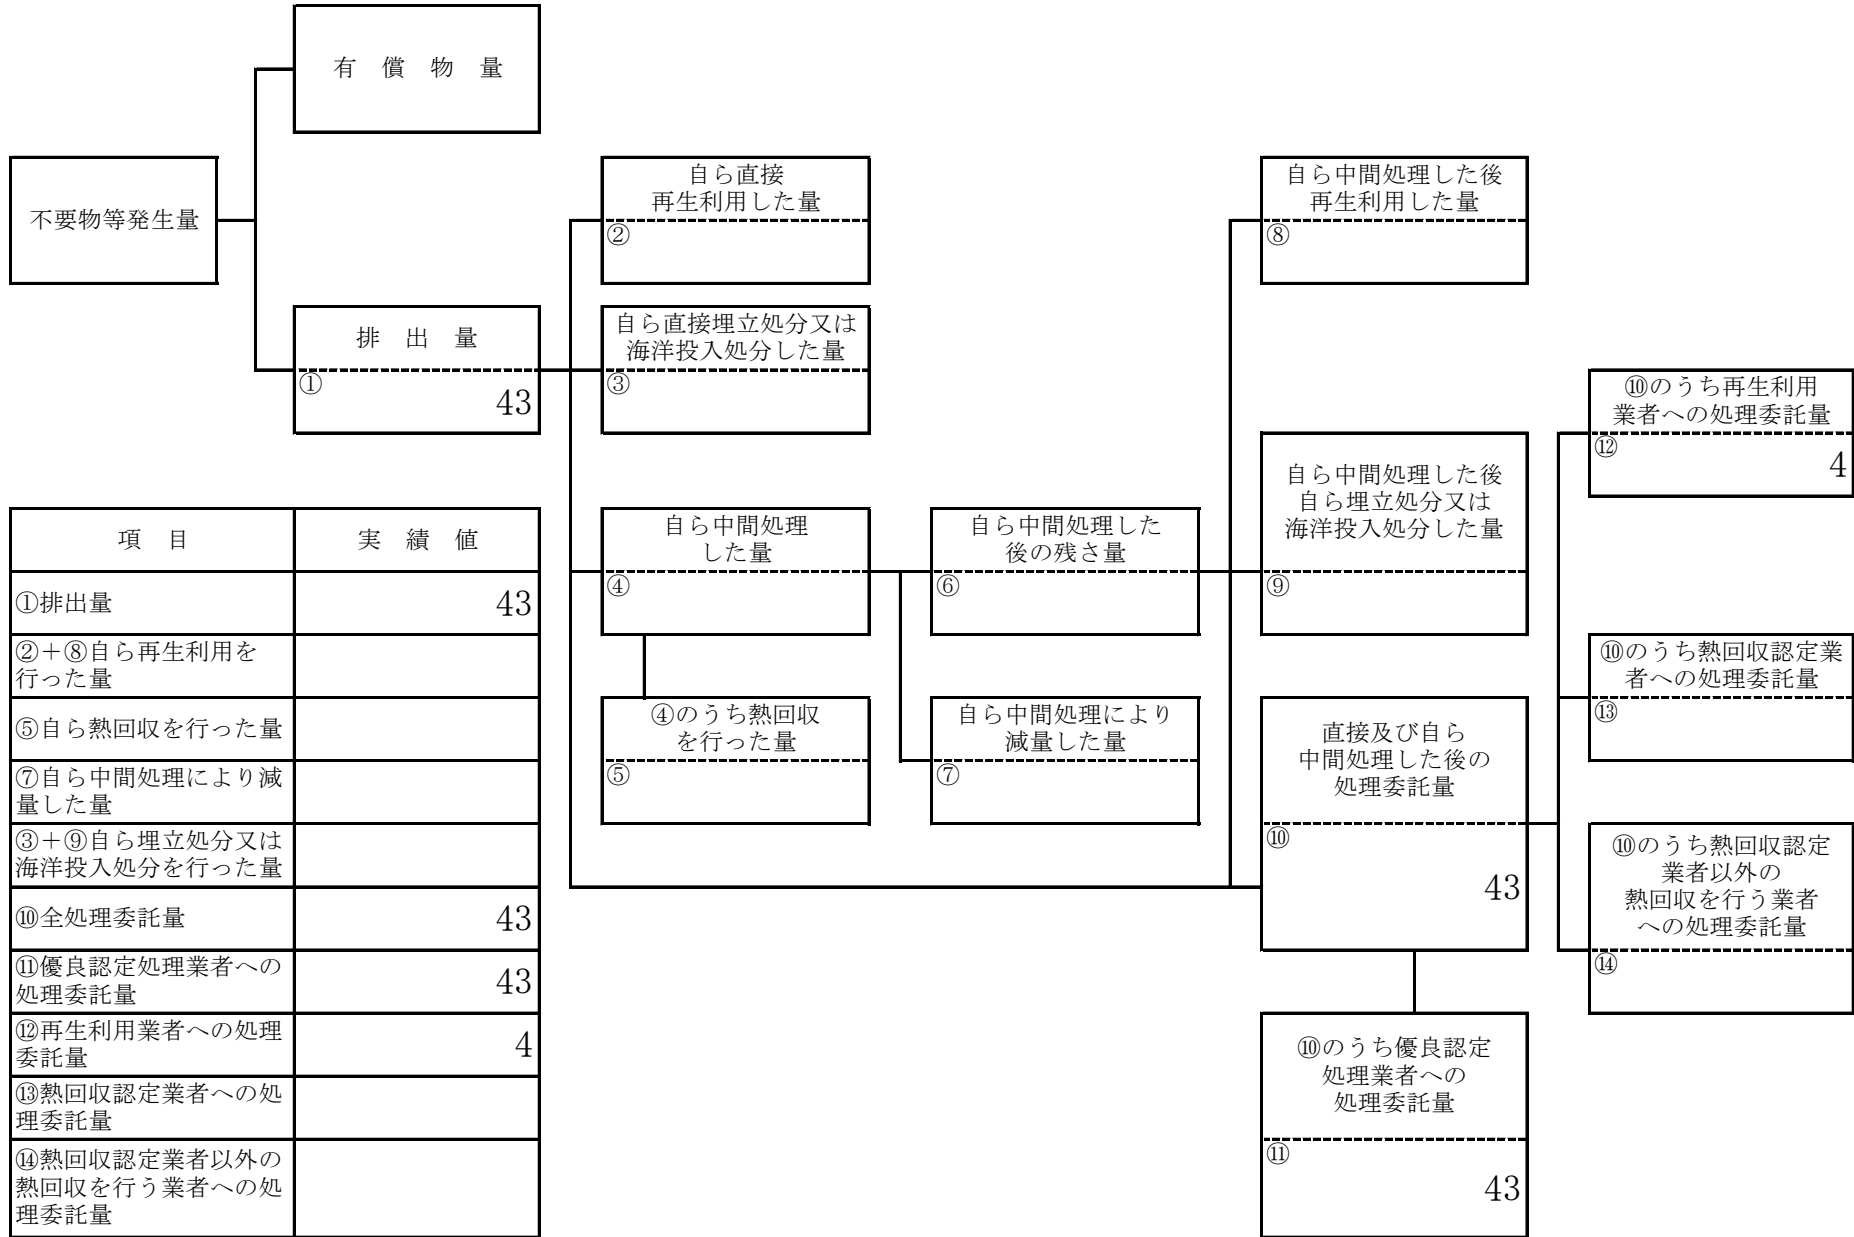 有　償　物　量
不要物等発生量
排　出　量
①
43
自ら直接
再生利用した量
②
自ら直接埋立処分又は
海洋投入処分した量
③
自ら中間処理
した量
④
④のうち熱回収
を行った量
⑤
自ら中間処理した
後の残さ量
⑥
自ら中間処理により
減量した量
⑦
自ら中間処理した後
再生利用した量
⑧
自ら中間処理した後
自ら埋立処分又は
海洋投入処分した量
⑨
直接及び自ら
中間処理した後の
処理委託量
⑩
43
⑩のうち優良認定
処理業者への
処理委託量
⑪
43
⑩のうち再生利用
業者への処理委託量
⑫
4
⑩のうち熱回収認定業
者への処理委託量
⑬
⑩のうち熱回収認定
業者以外の
熱回収を行う業者
への処理委託量
⑭
項　目　実　績　値
①排出量　43
②＋⑧自ら再生利用を
行った量
⑤自ら熱回収を行った量
⑦自ら中間処理により減
量した量
③＋⑨自ら埋立処分又は
海洋投入処分を行った量
⑩全処理委託量　43
⑪優良認定処理業者への
処理委託量　43
⑫再生利用業者への処理
委託量　4
⑬熱回収認定業者への処
理委託量
⑭熱回収認定業者以外の
熱回収を行う業者への処
理委託量